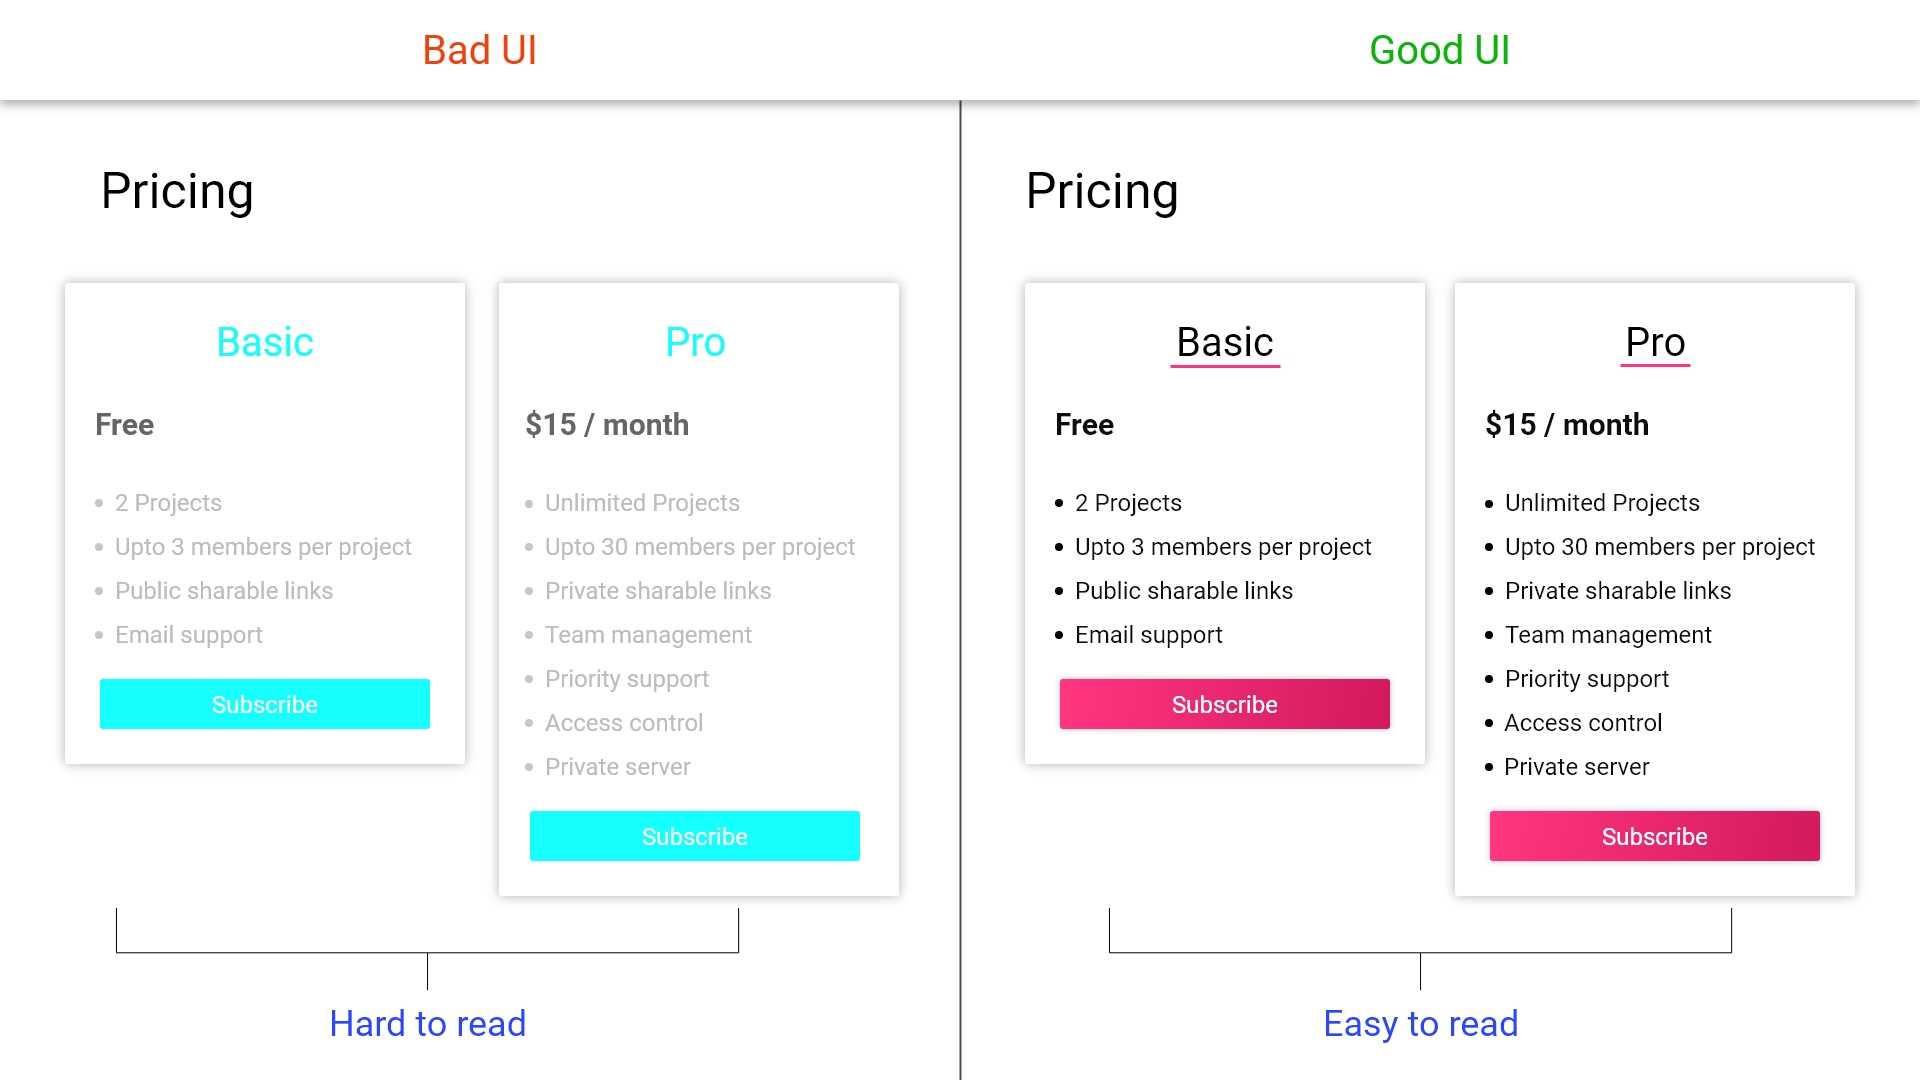 Bad UI
Good UI
Pricing
Basic
Free
2 Projects
Upto 3 members per project
Public sharable links
Email support
Subscribe
Pro
$15 / month
Unlimited Projects
Upto 30 members per project
Private sharable links
Team management
Priority support
Access control
Private server
Subscribe
Hard to read
Pricing
Basic
Free
2 Projects
Upto 3 members per project
Public sharable links
Email support
Subscribe
Pro
$15 / month
Unlimited Projects
Upto 30 members per project
Private sharable links
Team management
Priority support
Access control
Private server
Subscribe
Easy to read